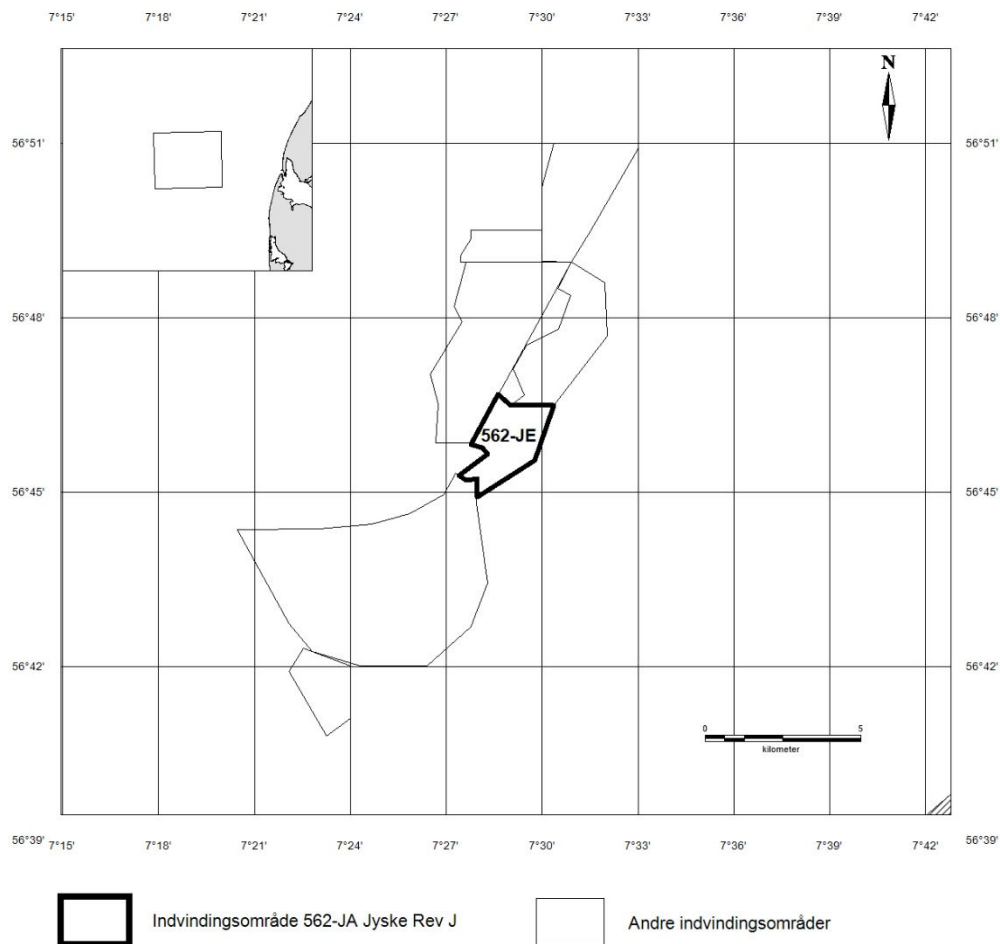 7°15' 7°18' 7°21' 7°24' 7°27' 7°30' 7°33' 7°36' 7°39' 7°42'
N
56°51' 56°51'
56°48' 56°48'
562-JE
56°45' 56°45'
56°42' 56°42'
0 5
kilometer
56°39' 56°39'
7°15' 7°18' 7°21' 7°24' 7°27' 7°30' 7°33' 7°36' 7°39' 7°42'
Indvindingsområde 562-JA Jyske Rev J
Andre indvindingsområder